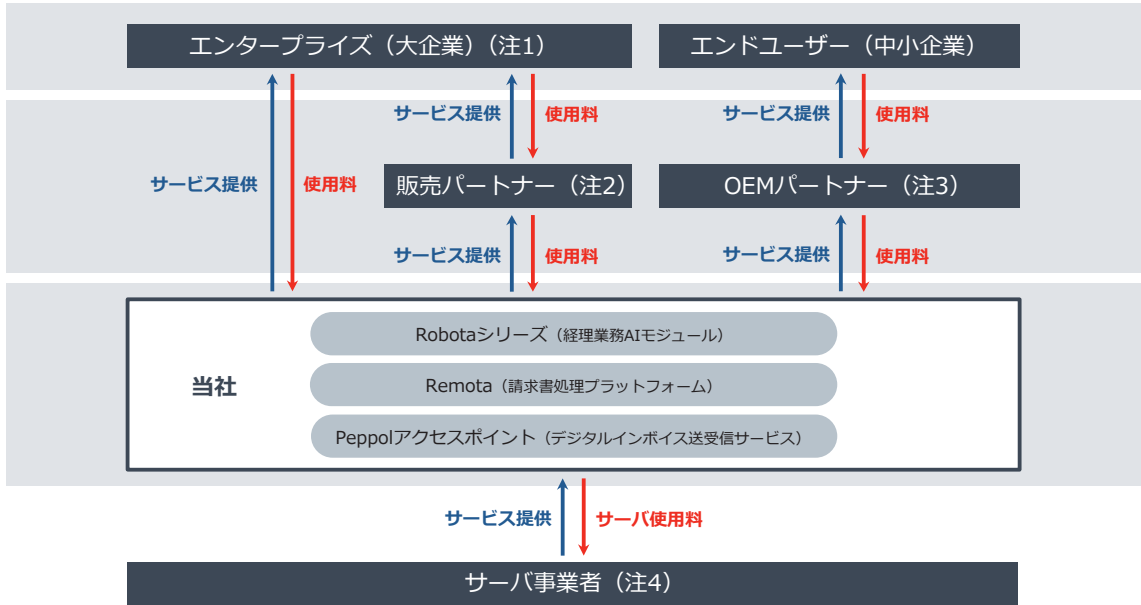 エンタープライズ（大企業）（注1）
エンドユーザー（中小企業）
サービス提供
使用料
サービス提供
使用料
サービス提供
使用料
販売パートナー（注2）
OEMパートナー（注3）
サービス提供
使用料
サービス提供
使用料
当社
Robotaシリーズ（経理業務AIモジュール）
Remota（請求書処理プラットフォーム）
Peppolアクセスポイント（デジタルインボイス送受信サービス）
サービス提供
サーバ使用料
サーバ事業者（注4）